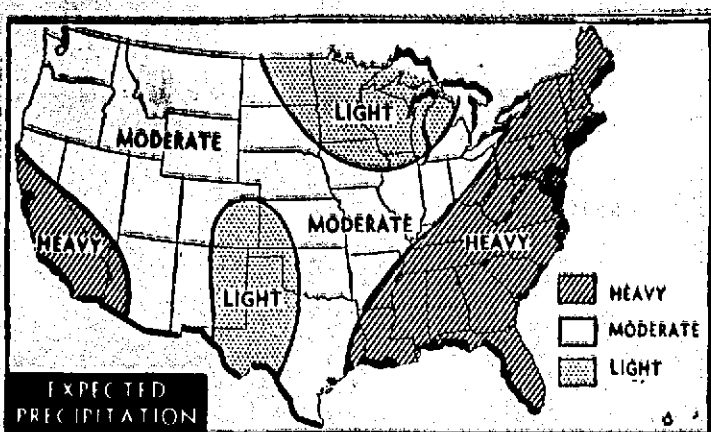 LIGHT
MODERATE
MODERATE
HEAVY
HEAVY
LIGHT
HEAVY
MODERATE
LIGHT
EXPECTED
PRECIPITATION